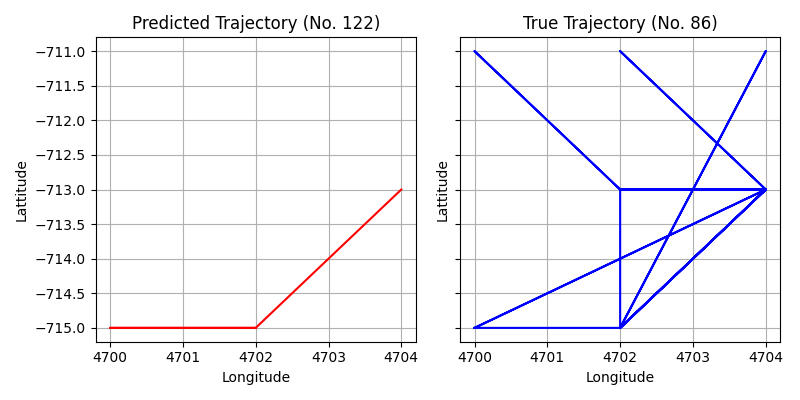 Predicted Trajectory (No. 122)
True Trajectory (No. 86)
−711.0
−711.5
−712.0
−712.5
−713.0
−713.5
−714.0
−714.5
−715.0
Lattitude
Lattitude
4700 4701 4702 4703 4704
4700 4701 4702 4703 4704
Longitude
Longitude